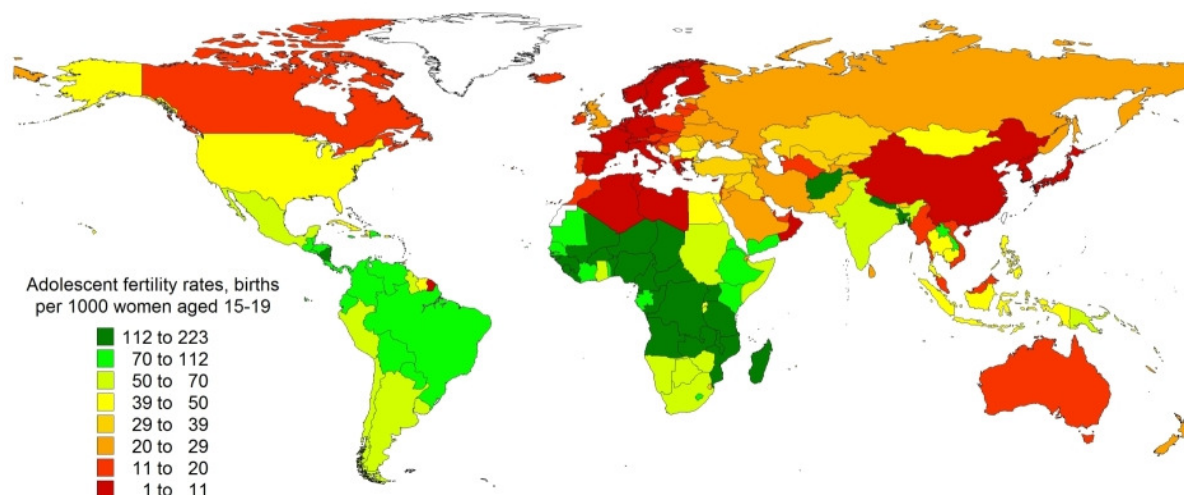 Adolescent fertility rates, births
per 1000 women aged 15-19
112 to 223
70 to 112
50 to 70
39 to 50
29 to 39
20 to 29
11 to 20
1 to 11